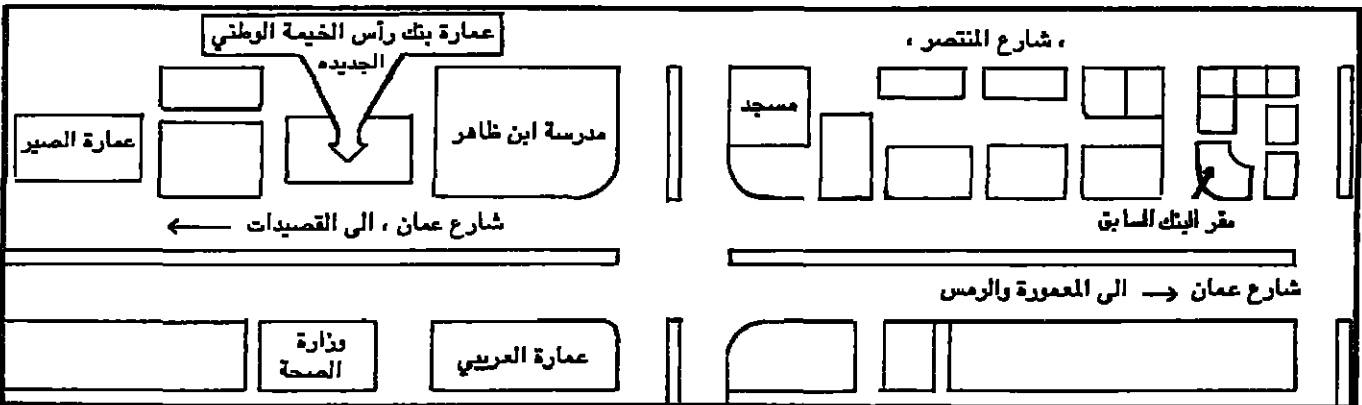 ، شارع المنتصر ،
عمارة بنك رأس الخيمة الوطني
الجديده
مسجد
مدرسة ابن ظاهر
عمارة الصير
مقر البنك السابق
شارع عمان ، الى القصيدات ←
شارع عمان → الى المعمورة والرمس
عمارة العريبي
وزارة
الصحة